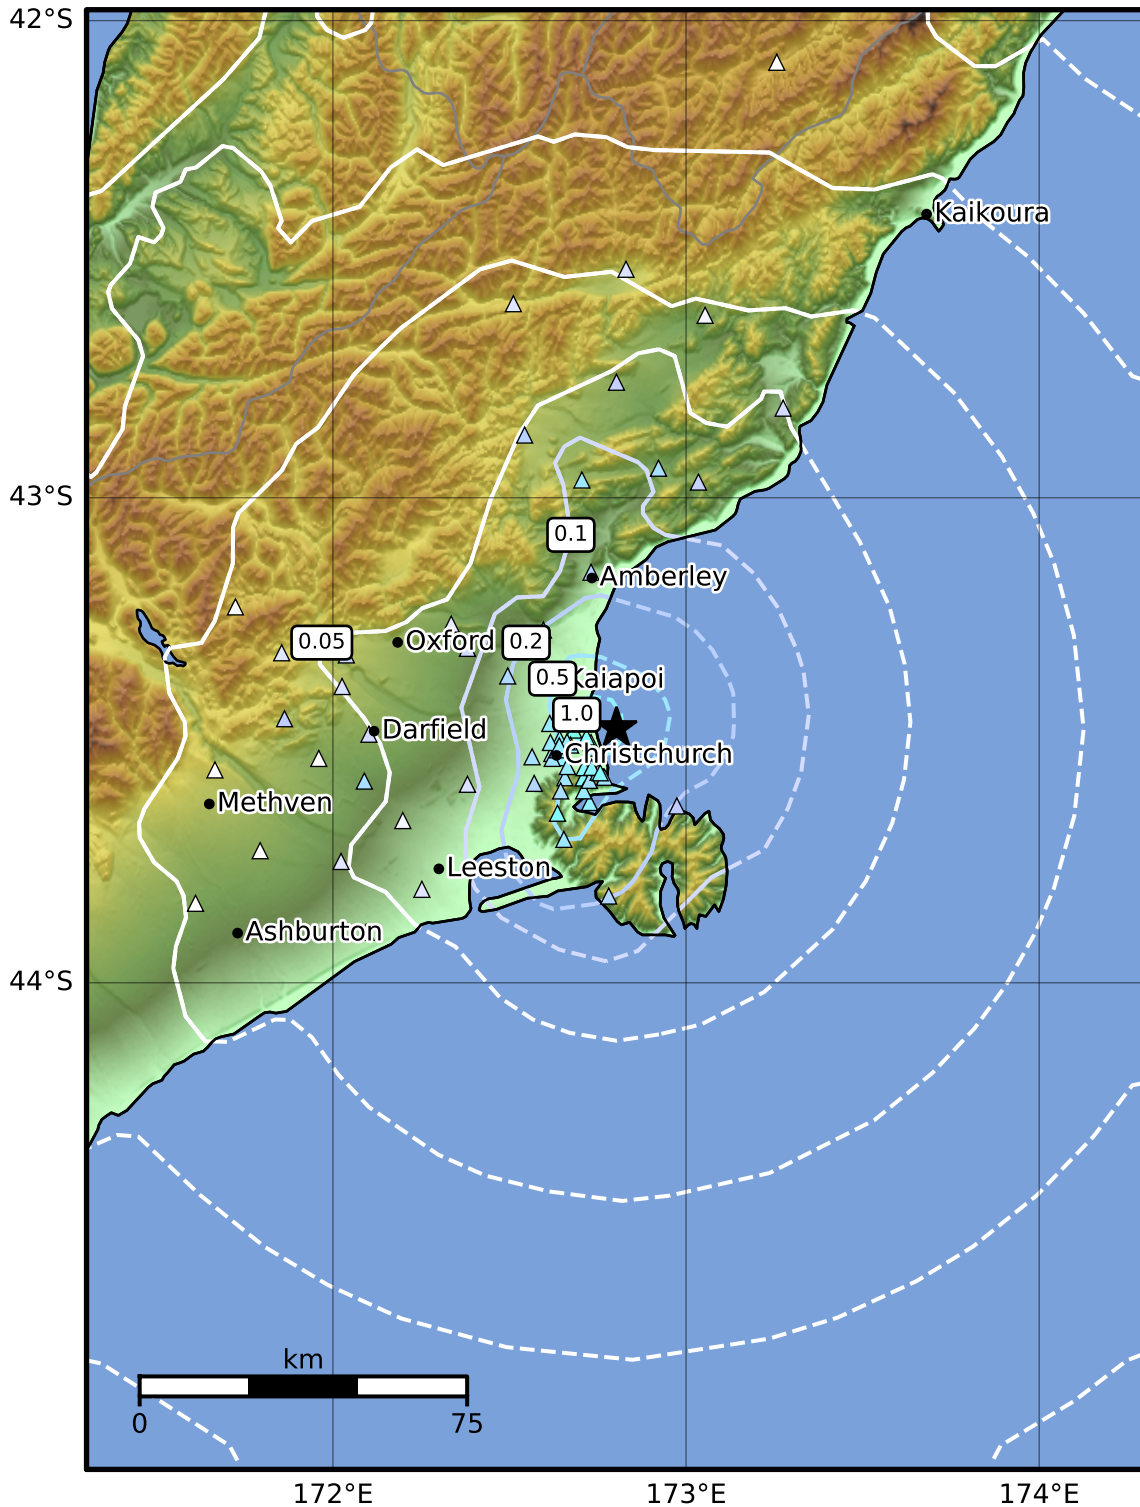 42°S
Kaikoura
43°S
0.1
Amberley
0.05
Oxford
0.2
0.5
Kaiapoi
1.0
Darfield
Christchurch
Methven
Leeston
Ashburton
44°S
km
0
75
172°E
173°E
174°E